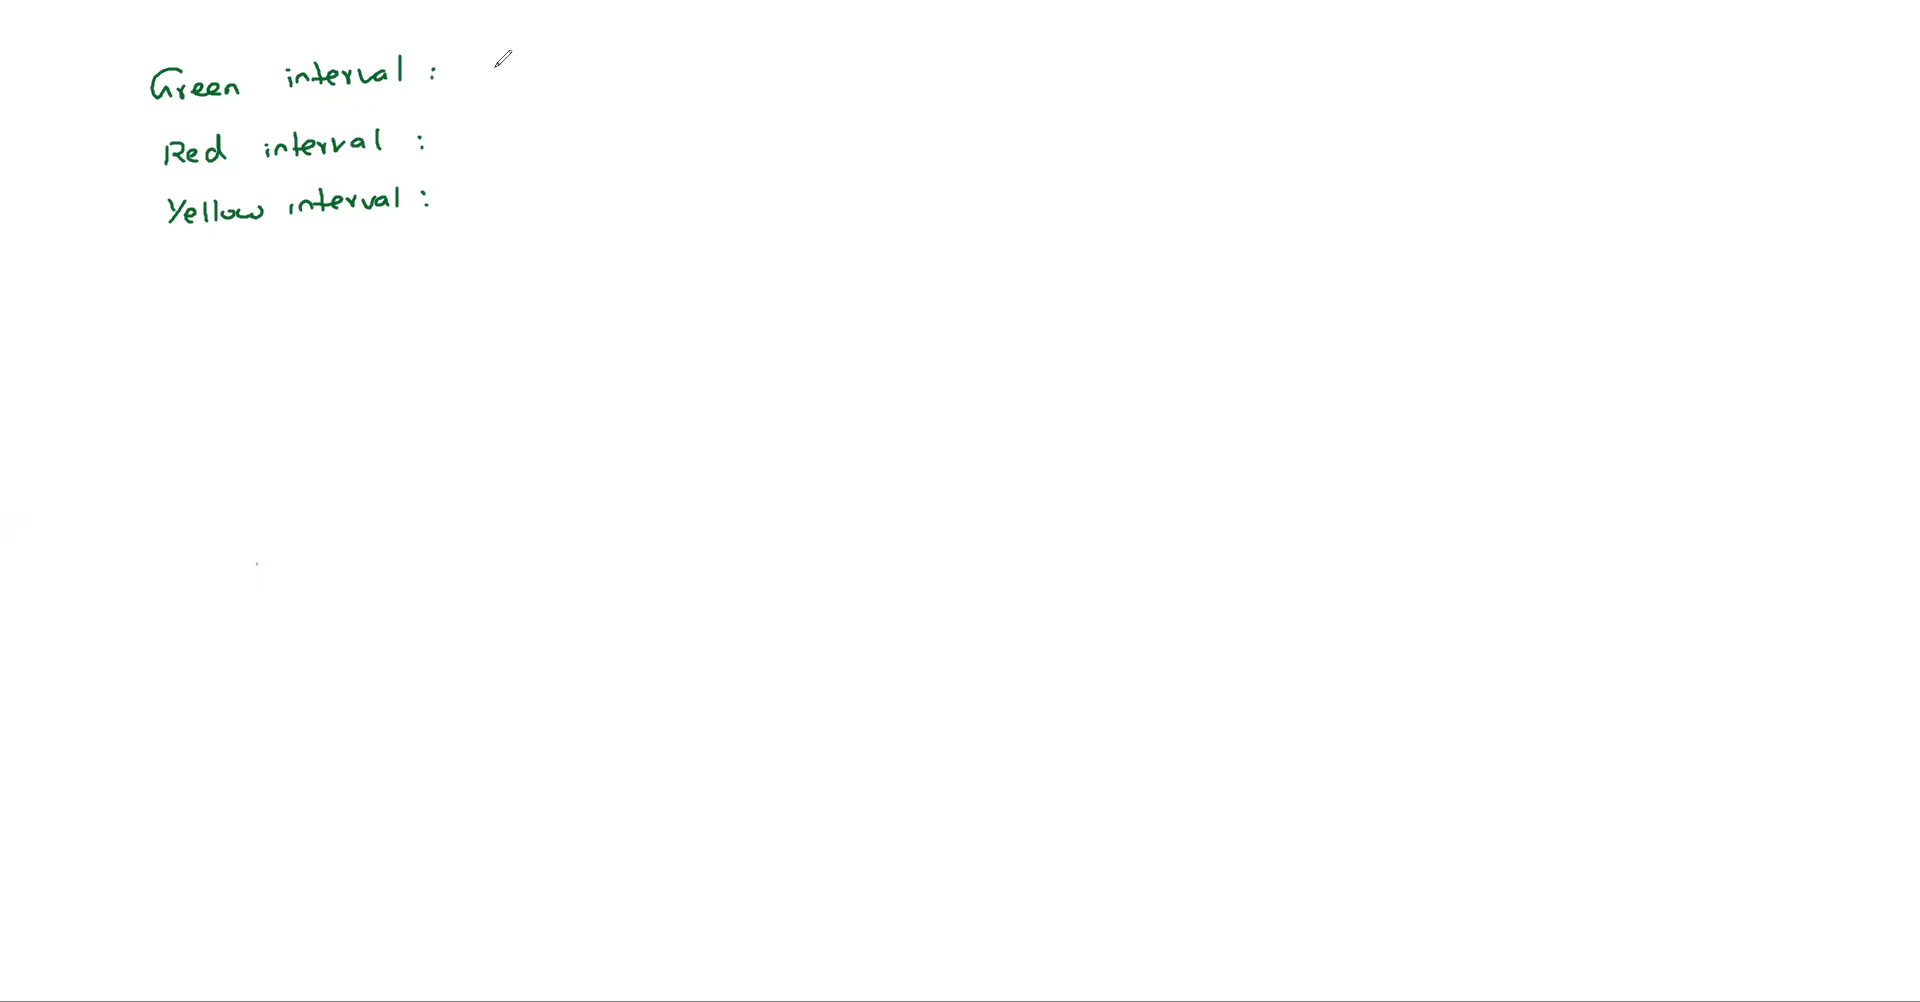 Green interval :
Red interval :
Yellow interval :